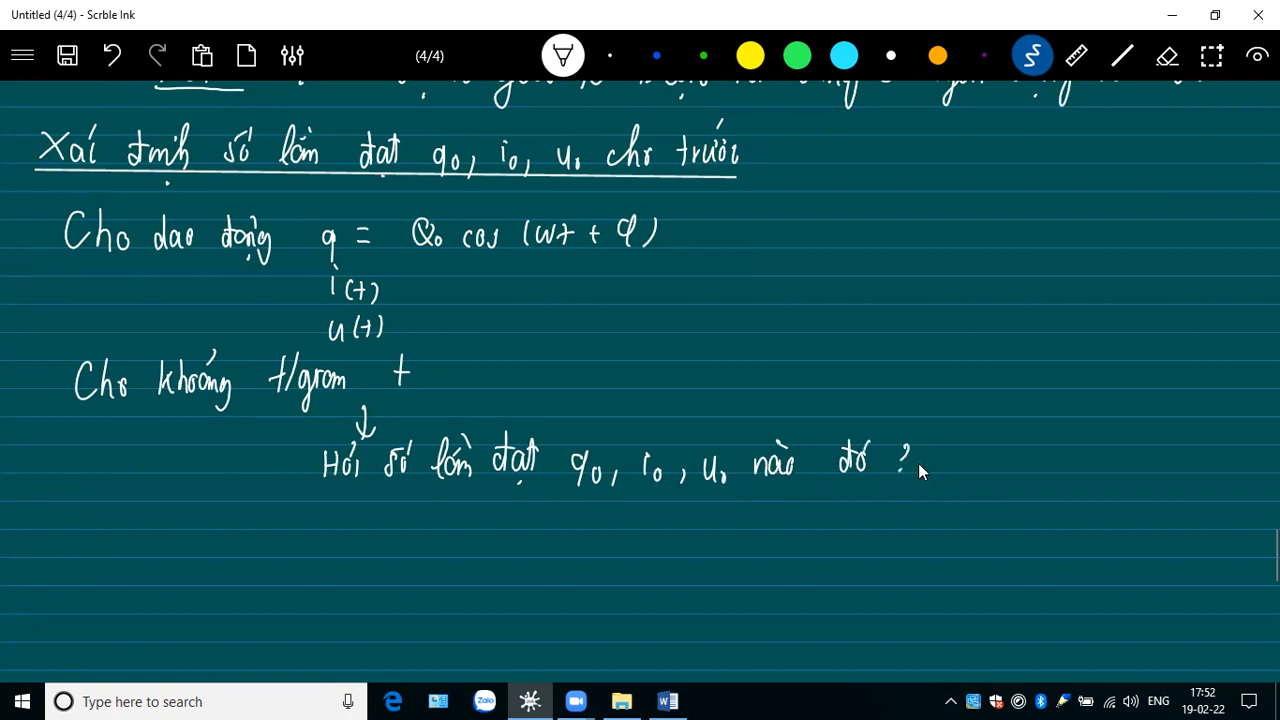 Untitled (4/4) - Scrble Ink
(4/4)
Xác định số lần đạt q₀, i₀, u₀ cho trước
Cho dao động q = Q₀ cos (ωt + φ)
i(t)
u(t)
Cho khoảng t/gian t
↓
Hỏi số lần đạt q₀, i₀, u₀ nào đó ?
Type here to search
Zalo
ENG
17:52
19-02-22